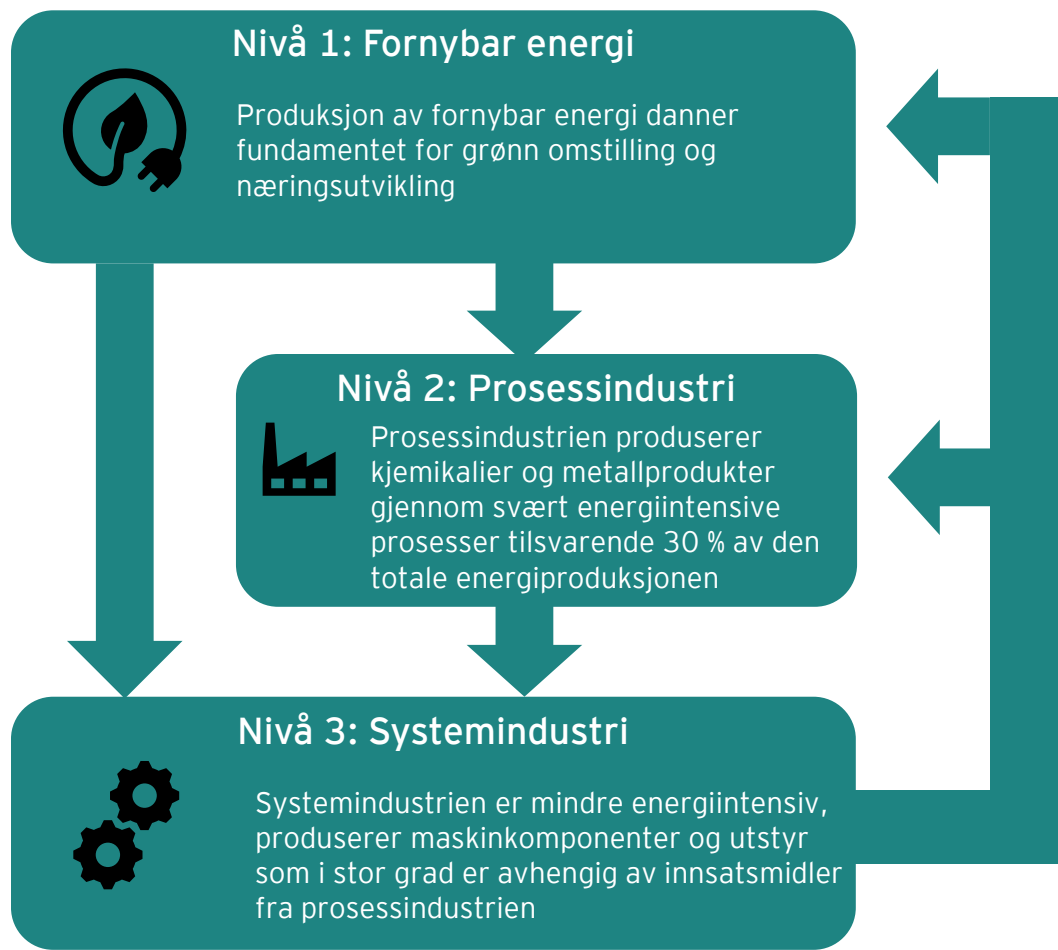 Nivå 1: Fornybar energi
Produksjon av fornybar energi danner
fundamentet for grønn omstilling og
næringsutvikling
Nivå 2: Prosessindustri
Prosessindustrien produserer
kjemikalier og metallprodukter
gjennom svært energiintensive
prosesser tilsvarende 30 % av den
totale energiproduksjonen
Nivå 3: Systemindustri
Systemindustrien er mindre energiintensiv,
produserer maskinkomponenter og utstyr
som i stor grad er avhengig av innsatsmidler
fra prosessindustrien